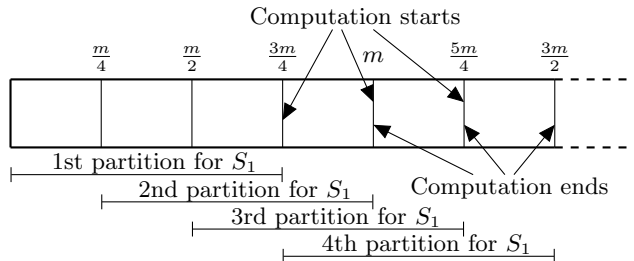 Computation starts
m/4 m/2 3m/4 m 5m/4 3m/2
1st partition for S₁
2nd partition for S₁
Computation ends
3rd partition for S₁
4th partition for S₁